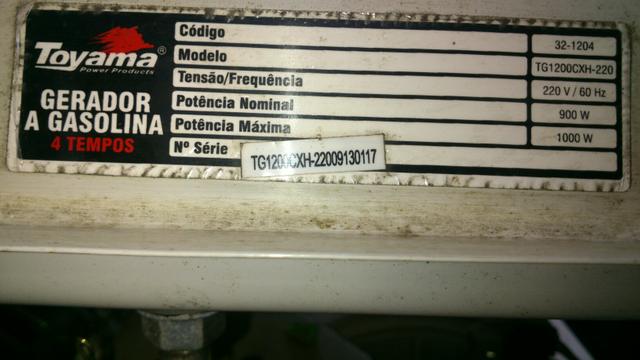 Toyama®
Power Products
GERADOR
A GASOLINA
4 TEMPOS
Código 32-1204
Modelo TG1200CXH-220
Tensão/Frequência 220 V / 60 Hz
Potência Nominal 900 W
Potência Máxima 1000 W
Nº Série TG1200CXH-22009130117